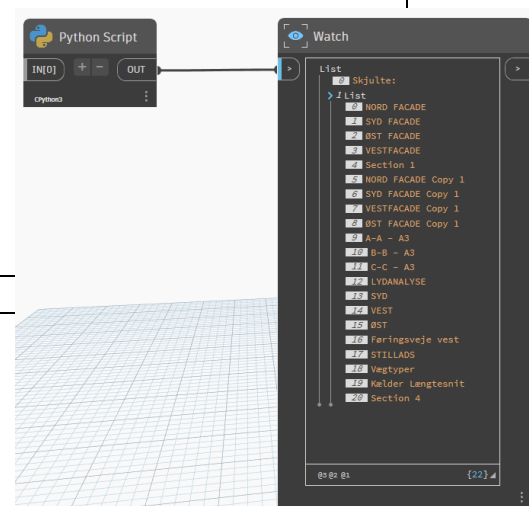 Python Script
IN[0] + − OUT
CPython3
Watch
>
>
List
0 Skjulte:
1 List
0 NORD FACADE
1 SYD FACADE
2 ØST FACADE
3 VESTFACADE
4 Section 1
5 NORD FACADE Copy 1
6 SYD FACADE Copy 1
7 VESTFACADE Copy 1
8 ØST FACADE Copy 1
9 A-A - A3
10 B-B - A3
11 C-C - A3
12 LYDANALYSE
13 SYD
14 VEST
15 ØST
16 Føringsveje vest
17 STILLADS
18 Vægtyper
19 Kælder Længtesnit
20 Section 4
@3 @2 @1 {22}